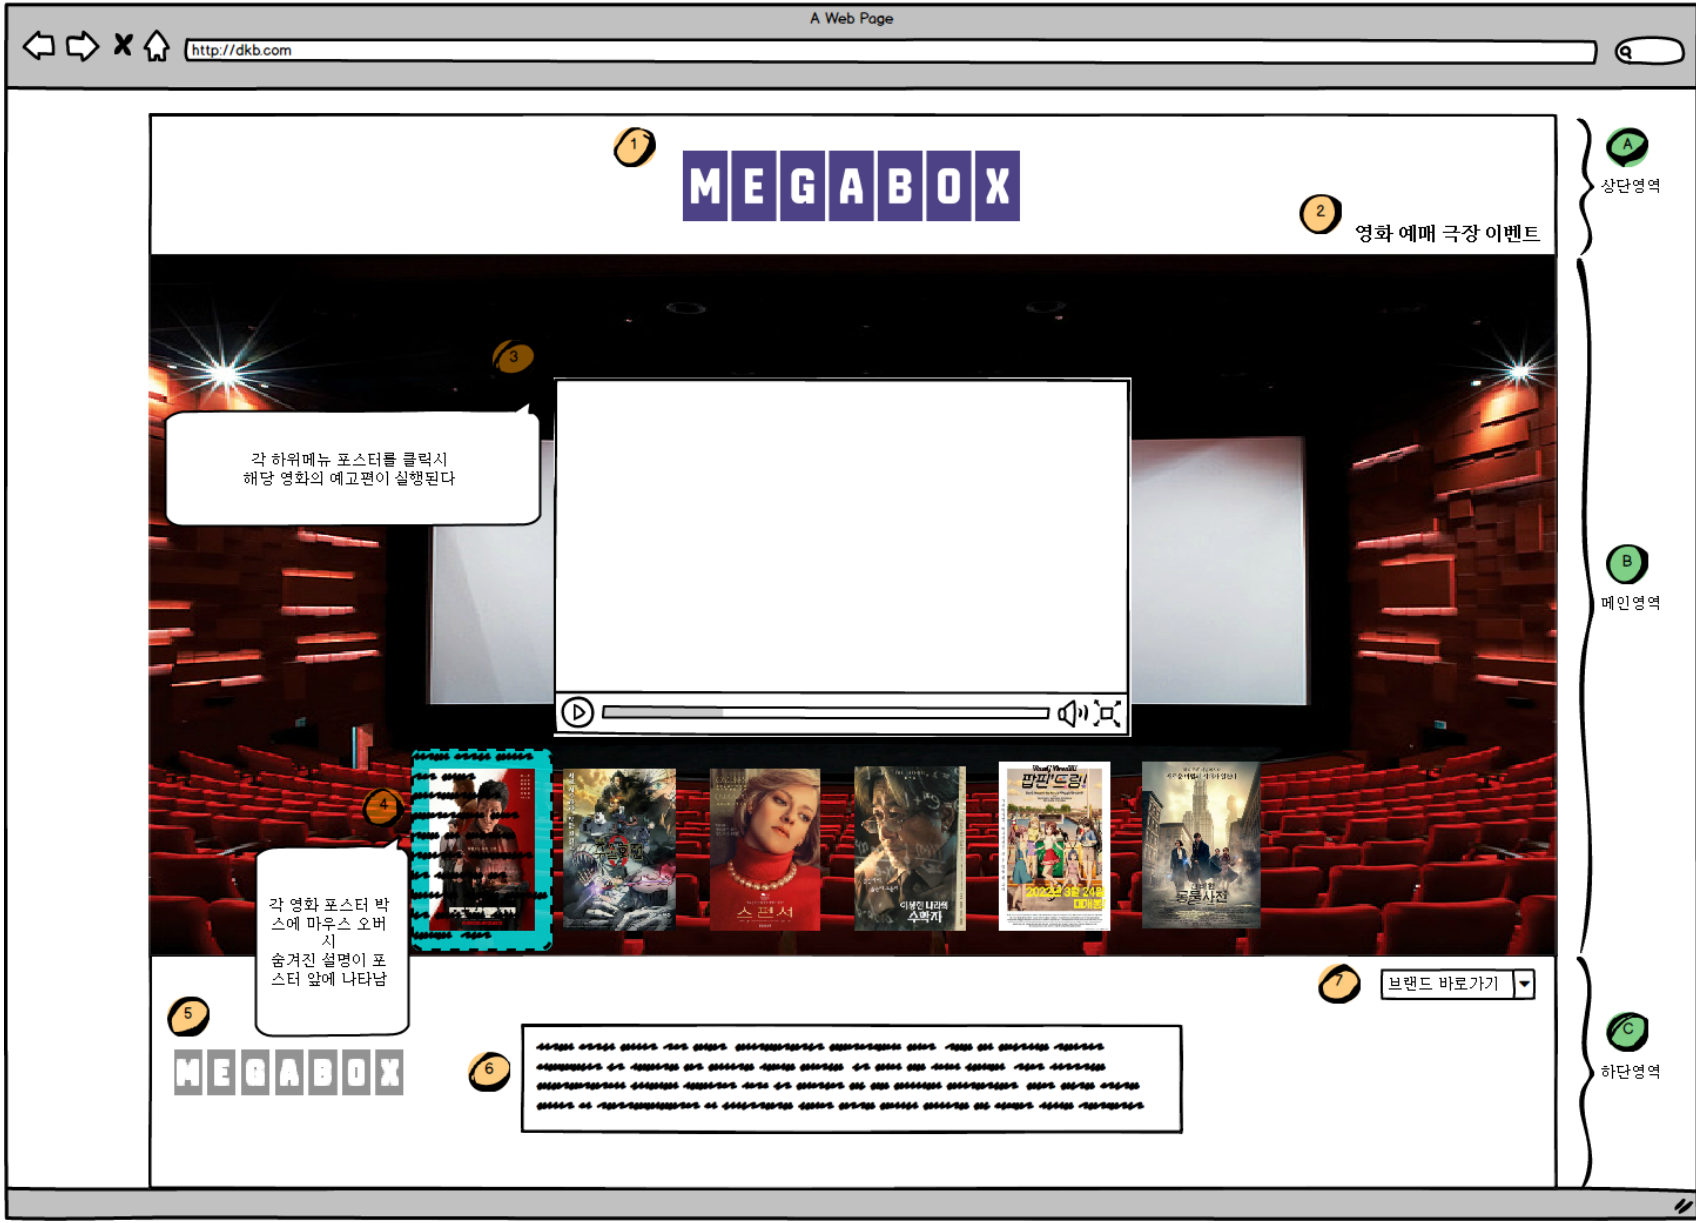 A Web Page
http://dkb.com
1
MEGABOX
A
상단영역
2
영화 예매 극장 이벤트
3
각 하위메뉴 포스터를 클릭시
해당 영화의 예고편이 실행된다
B
메인영역
4
각 영화 포스터 박
스에 마우스 오버
시
숨겨진 설명이 포
스터 앞에 나타남
스펜서
이상한 나라의
수학자
팝핀'드림!
2022년 3월 24일
대개봉
신비한
동물사전
7
브랜드 바로가기
5
MEGABOX
6
C
하단영역